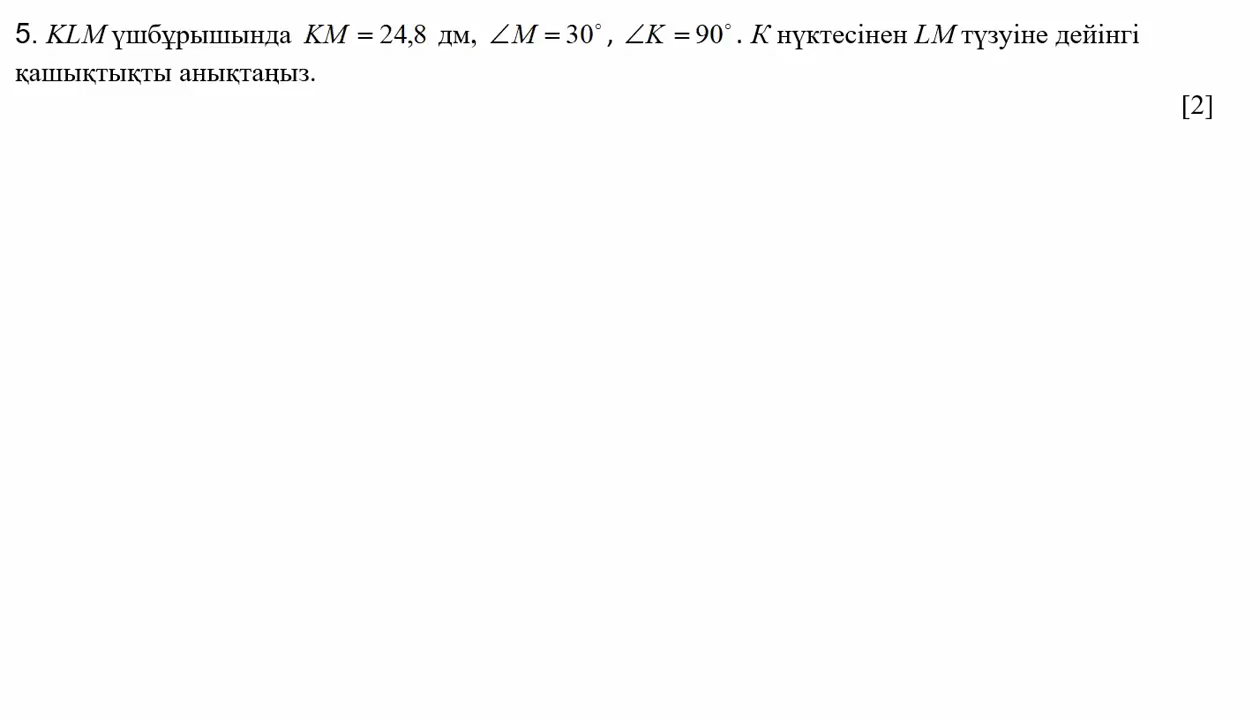 5. KLM үшбұрышында KM = 24,8 дм, ∠M = 30°, ∠K = 90°. К нүктесінен LM түзуіне дейінгі
қашықтықты анықтаңыз.
[2]